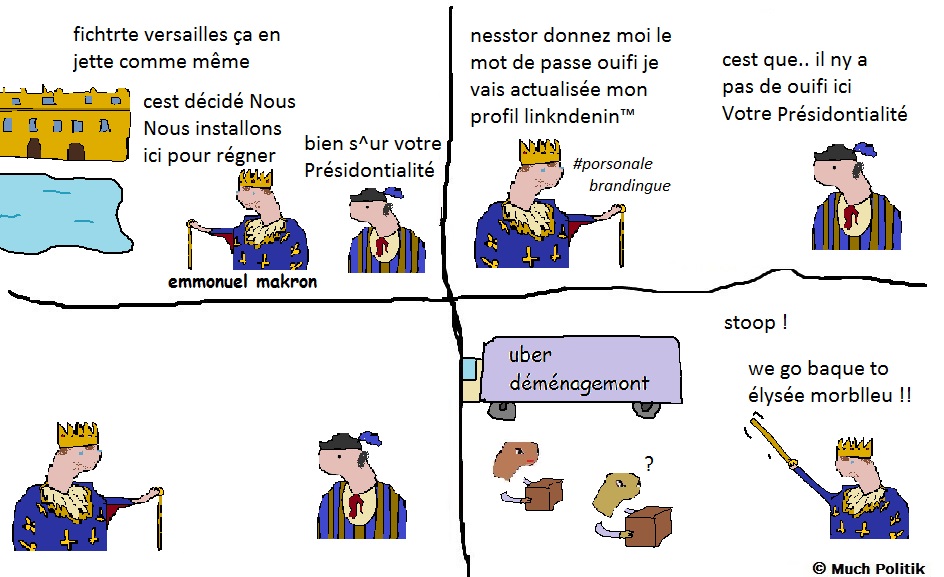 fichtrte versailles ça en
jette comme même
cest décidé Nous
Nous installons
ici pour régner
bien s^ur votre
Présidontialité
emmonuel makron
nesstor donnez moi le
mot de passe ouifi je
vais actualisée mon
profil linkndenin™
#porsonale
brandingue
cest que.. il ny a
pas de ouifi ici
Votre Présidontialité
uber
déménagemont
?
stoop !
we go baque to
élysée morblleu !!
© Much Politik